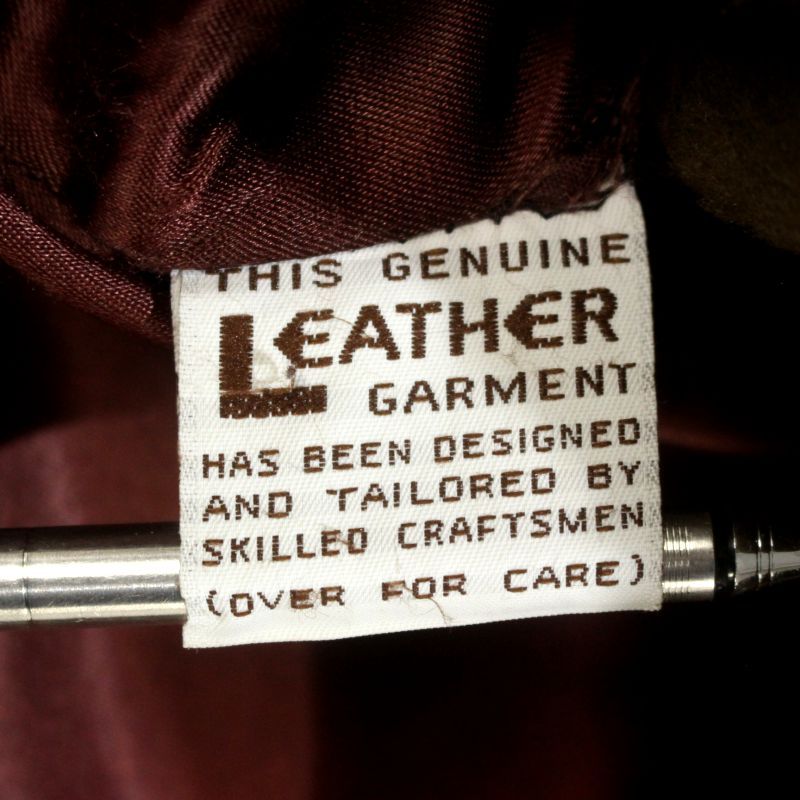 THIS GENUINE
LEATHER
GARMENT
HAS BEEN DESIGNED
AND TAILORED BY
SKILLED CRAFTSMEN
(OVER FOR CARE)